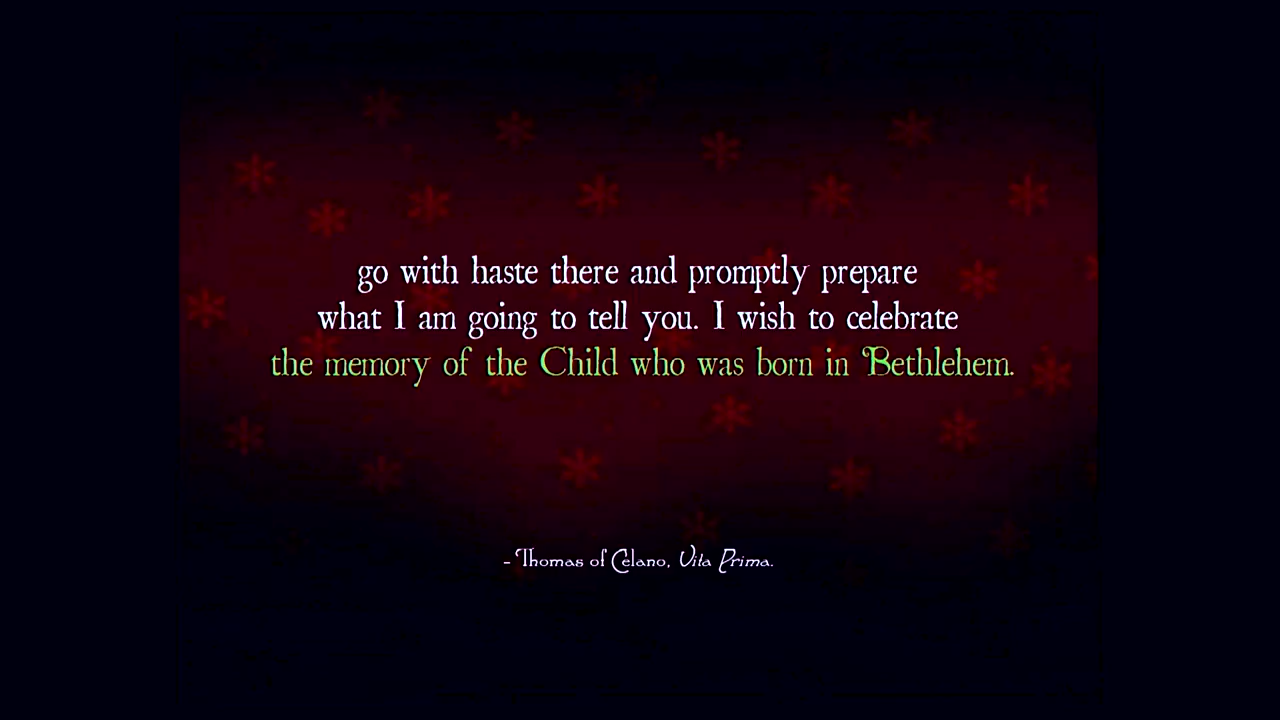 go with haste there and promptly prepare
what I am going to tell you. I wish to celebrate
the memory of the Child who was born in Bethlehem.
- Thomas of Celano, Vita Prima.